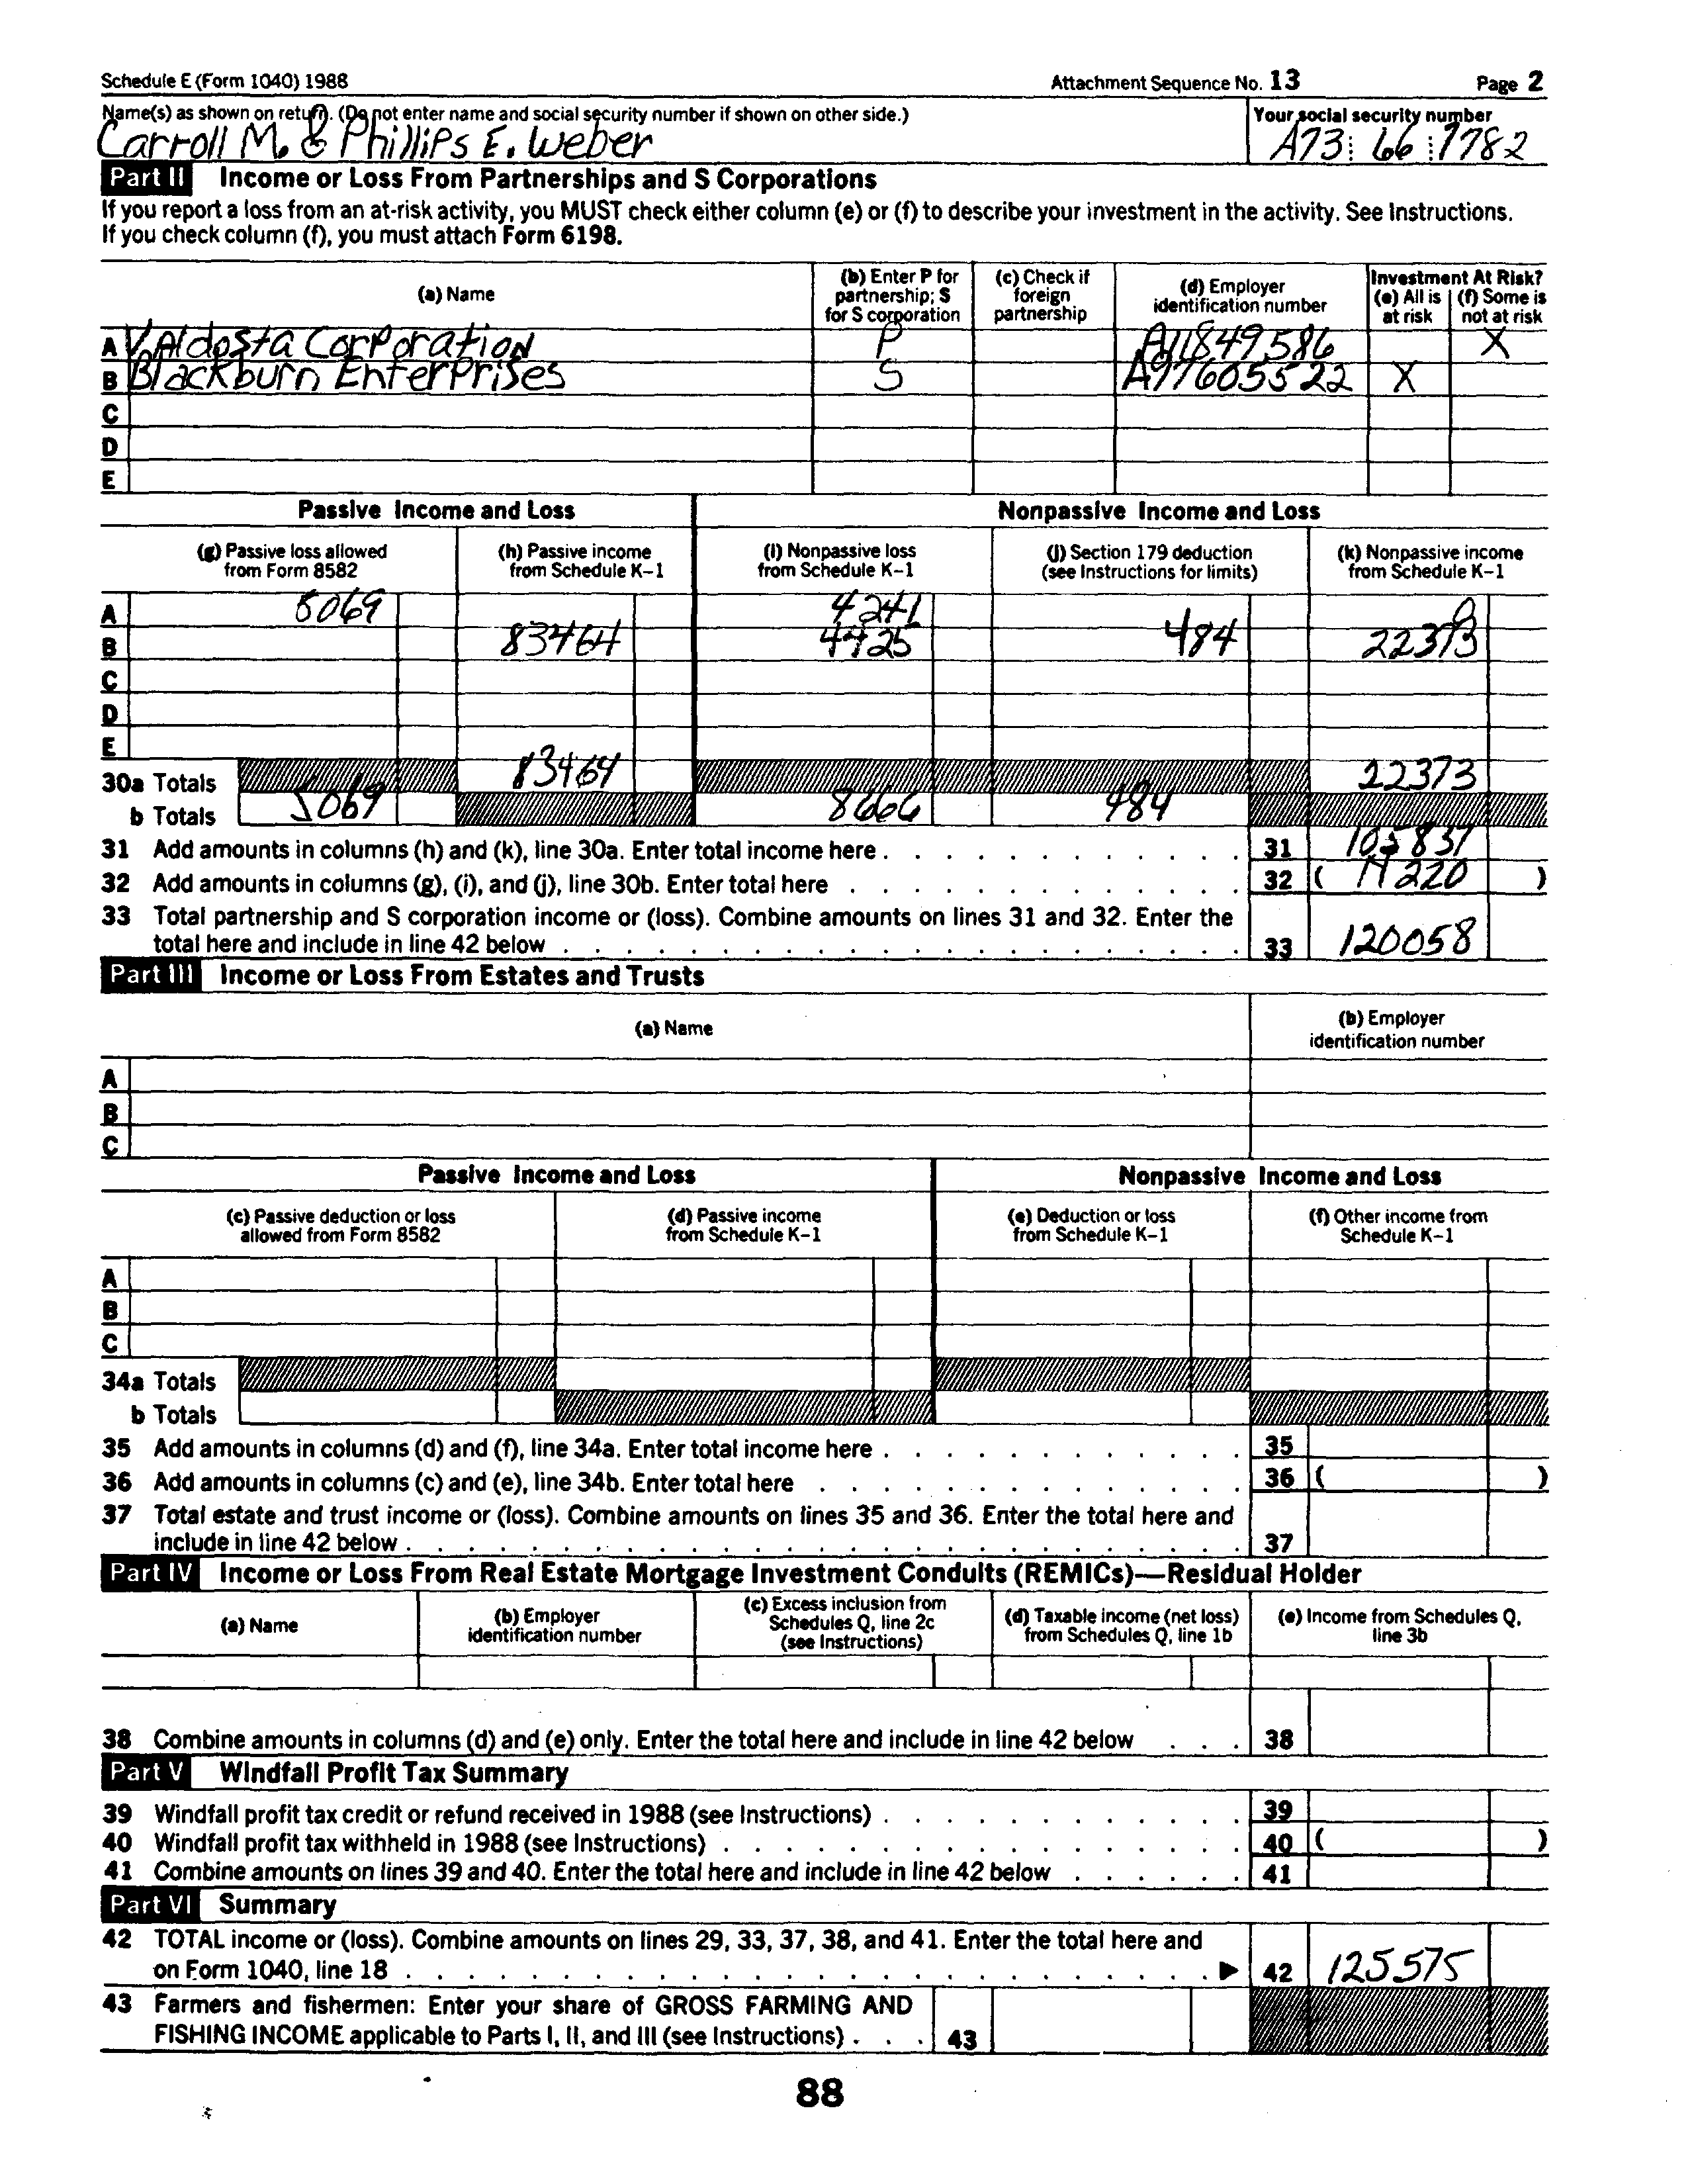 Schedule E (Form 1040) 1988 Attachment Sequence No. 13 Page 2
Name(s) as shown on return. (Do not enter name and social security number if shown on other side.) Your social security number
Carroll M. & Phillips E. Weber A73 66 7782
Part II Income or Loss From Partnerships and S Corporations
If you report a loss from an at-risk activity, you MUST check either column (e) or (f) to describe your investment in the activity. See Instructions.
If you check column (f), you must attach Form 6198.
(a) Name (b) Enter P for partnership; S for S corporation (c) Check if foreign partnership (d) Employer identification number Investment At Risk? (e) All is at risk (f) Some is not at risk
A Valdosta Corporation P A11849586 X
B Blackburn Enterprises S A97605522 X
C
D
E
Passive Income and Loss Nonpassive Income and Loss
(g) Passive loss allowed from Form 8582 (h) Passive income from Schedule K-1 (i) Nonpassive loss from Schedule K-1 (j) Section 179 deduction (see Instructions for limits) (k) Nonpassive income from Schedule K-1
A 5069 4241 0
B 83464 4425 484 22373
C
D
E
30a Totals 83464 22373
b Totals 5069 8666 484
31 Add amounts in columns (h) and (k), line 30a. Enter total income here 31 105837
32 Add amounts in columns (g), (i), and (j), line 30b. Enter total here 32 ( 14220 )
33 Total partnership and S corporation income or (loss). Combine amounts on lines 31 and 32. Enter the
total here and include in line 42 below 33 120058
Part III Income or Loss From Estates and Trusts
(a) Name (b) Employer identification number
A
B
C
Passive Income and Loss Nonpassive Income and Loss
(c) Passive deduction or loss allowed from Form 8582 (d) Passive income from Schedule K-1 (e) Deduction or loss from Schedule K-1 (f) Other income from Schedule K-1
A
B
C
34a Totals
b Totals
35 Add amounts in columns (d) and (f), line 34a. Enter total income here 35
36 Add amounts in columns (c) and (e), line 34b. Enter total here 36 ( )
37 Total estate and trust income or (loss). Combine amounts on lines 35 and 36. Enter the total here and
include in line 42 below 37
Part IV Income or Loss From Real Estate Mortgage Investment Conduits (REMICs)—Residual Holder
(a) Name (b) Employer identification number (c) Excess inclusion from Schedules Q, line 2c (see Instructions) (d) Taxable income (net loss) from Schedules Q, line 1b (e) Income from Schedules Q, line 3b
38 Combine amounts in columns (d) and (e) only. Enter the total here and include in line 42 below 38
Part V Windfall Profit Tax Summary
39 Windfall profit tax credit or refund received in 1988 (see Instructions) 39
40 Windfall profit tax withheld in 1988 (see Instructions) 40 ( )
41 Combine amounts on lines 39 and 40. Enter the total here and include in line 42 below 41
Part VI Summary
42 TOTAL income or (loss). Combine amounts on lines 29, 33, 37, 38, and 41. Enter the total here and
on Form 1040, line 18 ▶ 42 125575
43 Farmers and fishermen: Enter your share of GROSS FARMING AND
FISHING INCOME applicable to Parts I, II, and III (see Instructions) 43
88